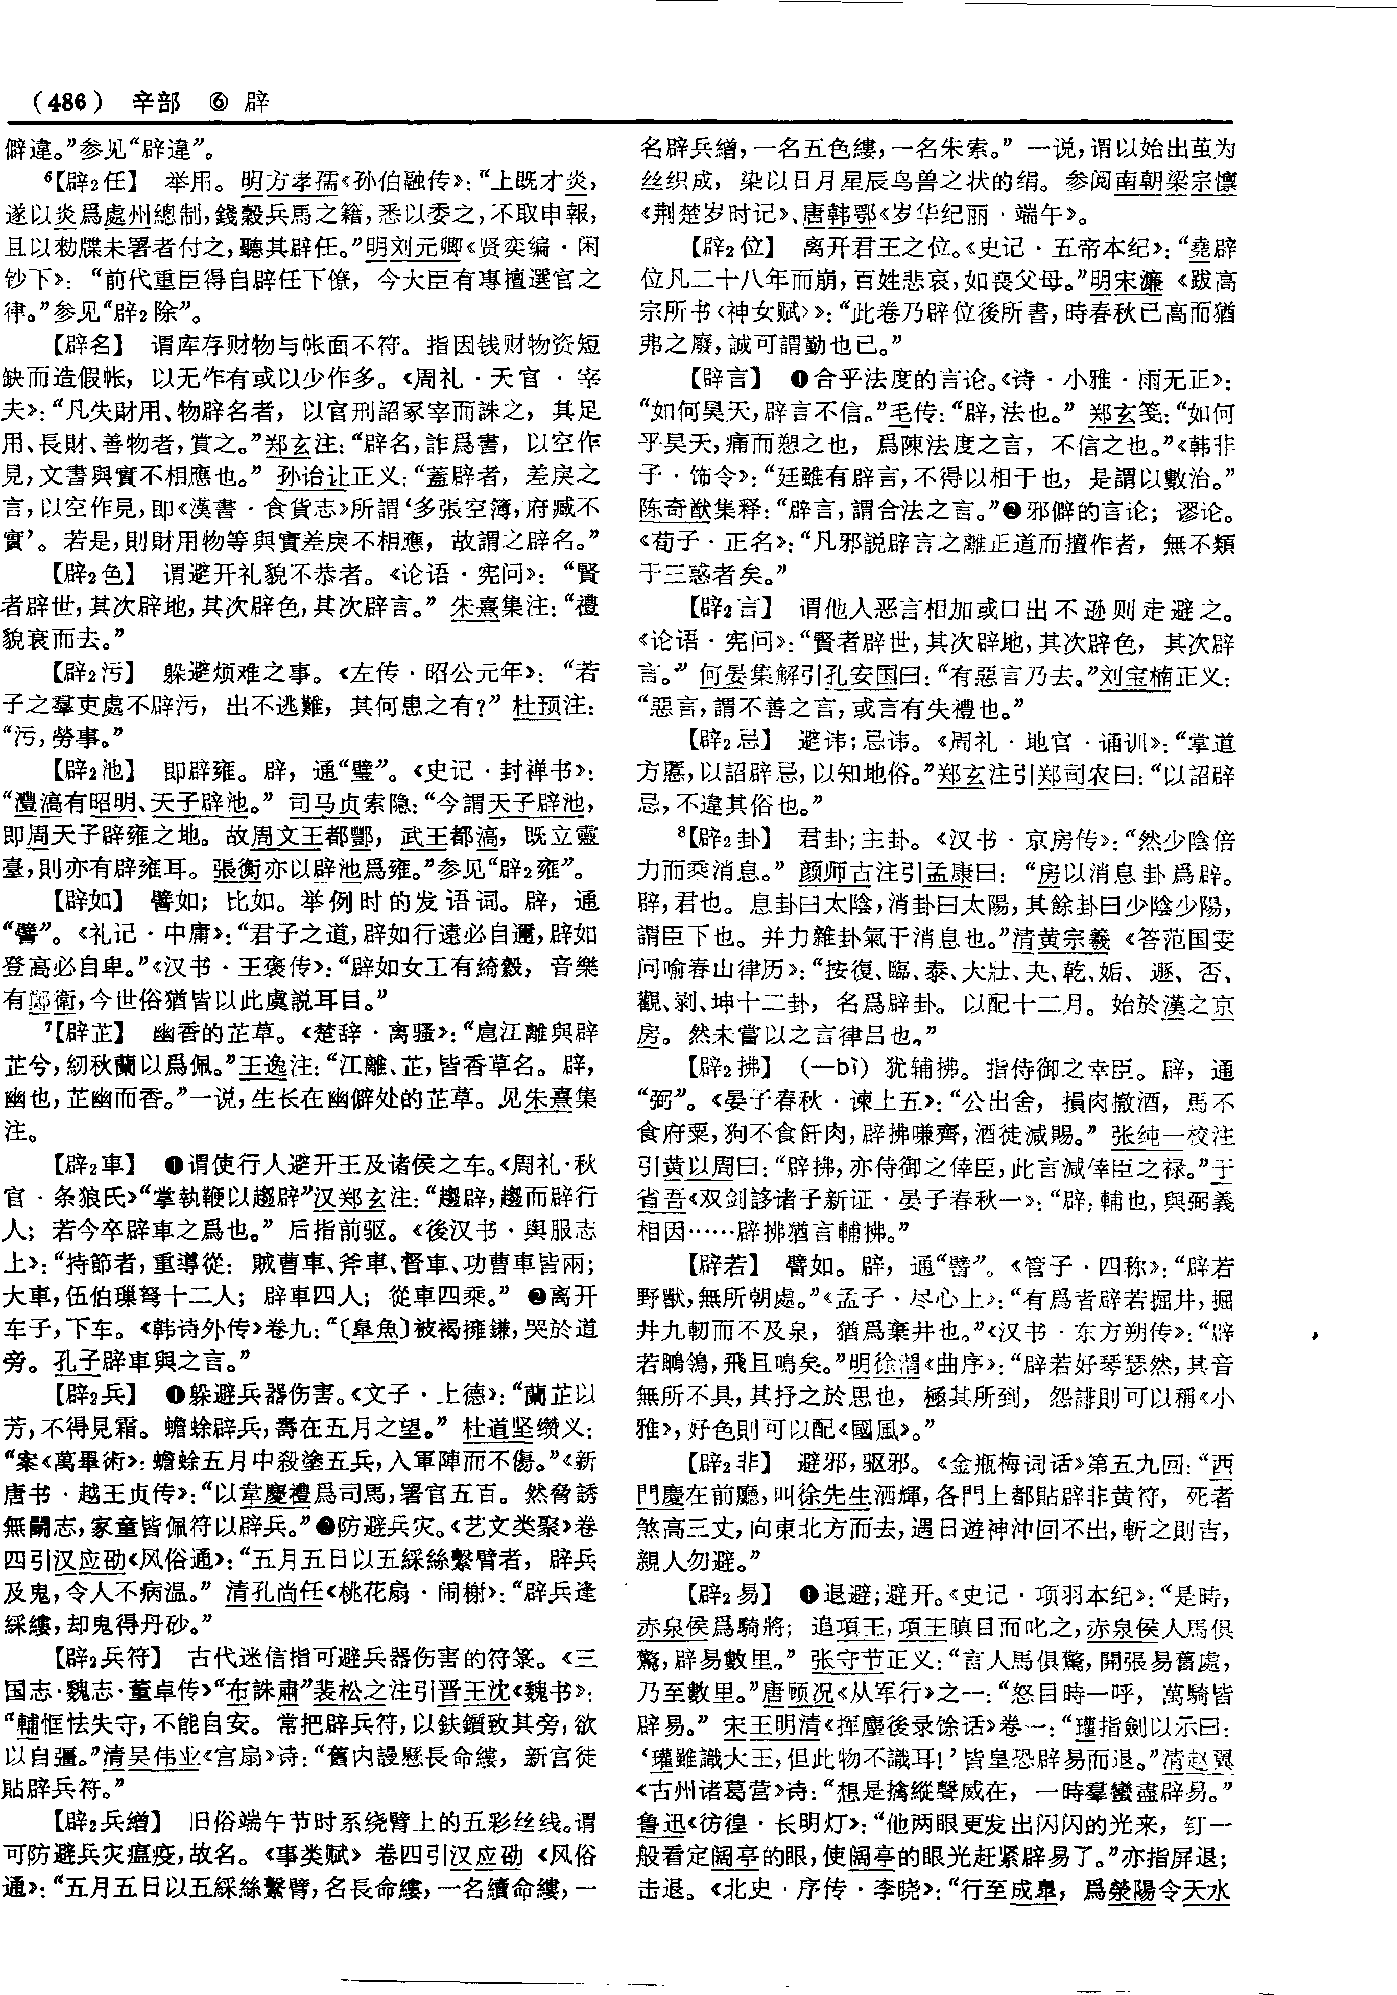 （486） 辛部 ⑥ 辟
僻違。”参见“辟違”。
⁶【辟₂任】 举用。明方孝孺《孙伯融传》：“上既才炎，
遂以炎爲處州總制，錢穀兵馬之籍，悉以委之，不取申報，
且以勑牒未署者付之，聽其辟任。”明刘元卿《贤奕编·闲
钞下》：“前代重臣得自辟任下僚，今大臣有專擅選官之
律。”参见“辟₂除”。
【辟名】 谓库存财物与帐面不符。指因钱财物资短
缺而造假帐，以无作有或以少作多。《周礼·天官·宰
夫》：“凡失財用、物辟名者，以官刑詔冢宰而誅之，其足
用、長財、善物者，賞之。”郑玄注：“辟名，詐爲書，以空作
見，文書與實不相應也。”孙诒让正义：“蓋辟者，差戾之
言，以空作見，即《漢書·食貨志》所謂‘多張空簿，府臧不
實’。若是，則財用物等與實差戾不相應，故謂之辟名。”
【辟₂色】 谓避开礼貌不恭者。《论语·宪问》：“賢
者辟世，其次辟地，其次辟色，其次辟言。”朱熹集注：“禮
貌衰而去。”
【辟₂污】 躲避烦难之事。《左传·昭公元年》：“若
子之羣吏處不辟污，出不逃難，其何患之有？”杜预注：
“污，勞事。”
【辟₂池】 即辟雍。辟，通“璧”。《史记·封禅书》：
“灃滈有昭明、天子辟池。”司马贞索隐：“今謂天子辟池，
即周天子辟雍之地。故周文王都酆，武王都滈，既立靈
臺，則亦有辟雍耳。張衡亦以辟池爲雍。”参见“辟₂雍”。
【辟如】 譬如；比如。举例时的发语词。辟，通
“譬”。《礼记·中庸》：“君子之道，辟如行遠必自邇，辟如
登高必自卑。”《汉书·王褒传》：“辟如女工有綺縠，音樂
有鄭衛，今世俗猶皆以此虞説耳目。”
⁷【辟芷】 幽香的芷草。《楚辞·离骚》：“扈江離與辟
芷兮，紉秋蘭以爲佩。”王逸注：“江離、芷，皆香草名。辟，
幽也，芷幽而香。”一说，生长在幽僻处的芷草。见朱熹集
注。
【辟₂車】 ❶谓使行人避开王及诸侯之车。《周礼·秋
官·条狼氏》“掌執鞭以趨辟”汉郑玄注：“趨辟，趨而辟行
人；若今卒辟車之爲也。”后指前驱。《後汉书·舆服志
上》：“持節者，重導從：賊曹車、斧車、督車、功曹車皆兩；
大車，伍伯璅弩十二人；辟車四人；從車四乘。”❷离开
车子，下车。《韩诗外传》卷九：“〔皋魚〕被褐擁鎌，哭於道
旁。孔子辟車與之言。”
【辟₂兵】 ❶躲避兵器伤害。《文子·上德》：“蘭芷以
芳，不得見霜。蟾蜍辟兵，壽在五月之望。”杜道坚缵义：
“案《萬畢術》：蟾蜍五月中殺塗五兵，入軍陣而不傷。”《新
唐书·越王贞传》：“以韋慶禮爲司馬，署官五百。然脅誘
無鬭志，家童皆佩符以辟兵。”❷防避兵灾。《艺文类聚》卷
四引汉应劭《风俗通》：“五月五日以五綵絲繫臂者，辟兵
及鬼，令人不病温。”清孔尚任《桃花扇·闹榭》：“辟兵逢
綵縷，却鬼得丹砂。”
【辟₂兵符】 古代迷信指可避兵器伤害的符箓。《三
国志·魏志·董卓传》“布誅肅”裴松之注引晋王沈《魏书》：
“輔恇怯失守，不能自安。常把辟兵符，以鈇鑕致其旁，欲
以自彊。”清吴伟业《宫扇》诗：“舊内謾懸長命縷，新宫徒
貼辟兵符。”
【辟₂兵繒】 旧俗端午节时系绕臂上的五彩丝线。谓
可防避兵灾瘟疫，故名。《事类赋》卷四引汉应劭《风俗
通》：“五月五日以五綵絲繫臂，名長命縷，一名續命縷，一
名辟兵繒，一名五色縷，一名朱索。”一说，谓以始出茧为
丝织成，染以日月星辰鸟兽之状的绢。参阅南朝梁宗懔
《荆楚岁时记》、唐韩鄂《岁华纪丽·端午》。
【辟₂位】 离开君王之位。《史记·五帝本纪》：“堯辟
位凡二十八年而崩，百姓悲哀，如喪父母。”明宋濂《跋高
宗所书〈神女赋〉》：“此卷乃辟位後所書，時春秋已高而猶
弗之廢，誠可謂勤也已。”
【辟言】 ❶合乎法度的言论。《诗·小雅·雨无正》：
“如何昊天，辟言不信。”毛传：“辟，法也。”郑玄笺：“如何
乎昊天，痛而愬之也，爲陳法度之言，不信之也。”《韩非
子·饰令》：“廷雖有辟言，不得以相干也，是謂以數治。”
陈奇猷集释：“辟言，謂合法之言。”❷邪僻的言论；谬论。
《荀子·正名》：“凡邪説辟言之離正道而擅作者，無不類
于三惑者矣。”
【辟₂言】 谓他人恶言相加或口出不逊则走避之。
《论语·宪问》：“賢者辟世，其次辟地，其次辟色，其次辟
言。”何晏集解引孔安国曰：“有惡言乃去。”刘宝楠正义：
“惡言，謂不善之言，或言有失禮也。”
【辟₂忌】 避讳；忌讳。《周礼·地官·诵训》：“掌道
方慝，以詔辟忌，以知地俗。”郑玄注引郑司农曰：“以詔辟
忌，不違其俗也。”
⁸【辟₂卦】 君卦；主卦。《汉书·京房传》：“然少陰倍
力而乘消息。”颜师古注引孟康曰：“房以消息卦爲辟。
辟，君也。息卦曰太陰，消卦曰太陽，其餘卦曰少陰少陽，
謂臣下也。并力雜卦氣干消息也。”清黄宗羲《答范国雯
问喻春山律历》：“按復、臨、泰、大壯、夬、乾、姤、遯、否、
觀、剥、坤十二卦，名爲辟卦。以配十二月。始於漢之京
房。然未嘗以之言律吕也。”
【辟₂拂】 （—bì）犹辅拂。指侍御之幸臣。辟，通
“弼”。《晏子春秋·谏上五》：“公出舍，損肉撤酒，馬不
食府粟，狗不食飦肉，辟拂嗛齊，酒徒減賜。”张纯一校注
引黄以周曰：“辟拂，亦侍御之倖臣，此言減倖臣之禄。”于
省吾《双剑誃诸子新证·晏子春秋一》：“辟，輔也，與弼義
相因……辟拂猶言輔拂。”
【辟若】 譬如。辟，通“譬”。《管子·四称》：“辟若
野獸，無所朝處。”《孟子·尽心上》：“有爲者辟若掘井，掘
井九軔而不及泉，猶爲棄井也。”《汉书·东方朔传》：“辟
若鶺鴒，飛且鳴矣。”明徐渭《曲序》：“辟若好琴瑟然，其音
無所不具，其抒之於思也，極其所到，怨誹則可以稱《小
雅》，好色則可以配《國風》。”
【辟₂非】 避邪，驱邪。《金瓶梅词话》第五九回：“西
門慶在前廳，叫徐先生洒輝，各門上都貼辟非黄符，死者
煞高三丈，向東北方而去，遇日遊神沖回不出，斬之則吉，
親人勿避。”
【辟₂易】 ❶退避；避开。《史记·项羽本纪》：“是時，
赤泉侯爲騎將；追項王，項王瞋目而叱之，赤泉侯人馬俱
驚，辟易數里。”张守节正义：“言人馬俱驚，開張易舊處，
乃至數里。”唐顾况《从军行》之一：“怒目時一呼，萬騎皆
辟易。”宋王明清《挥麈後录馀话》卷一：“瓘指劍以示曰：
‘瓘雖識大王，但此物不識耳！’皆皇恐辟易而退。”清赵翼
《古州诸葛营》诗：“想是擒縱聲威在，一時羣蠻盡辟易。”
鲁迅《彷徨·长明灯》：“他两眼更发出闪闪的光来，钉一
般看定阔亭的眼，使阔亭的眼光赶紧辟易了。”亦指屏退；
击退。《北史·序传·李晓》：“行至成皋，爲滎陽令天水